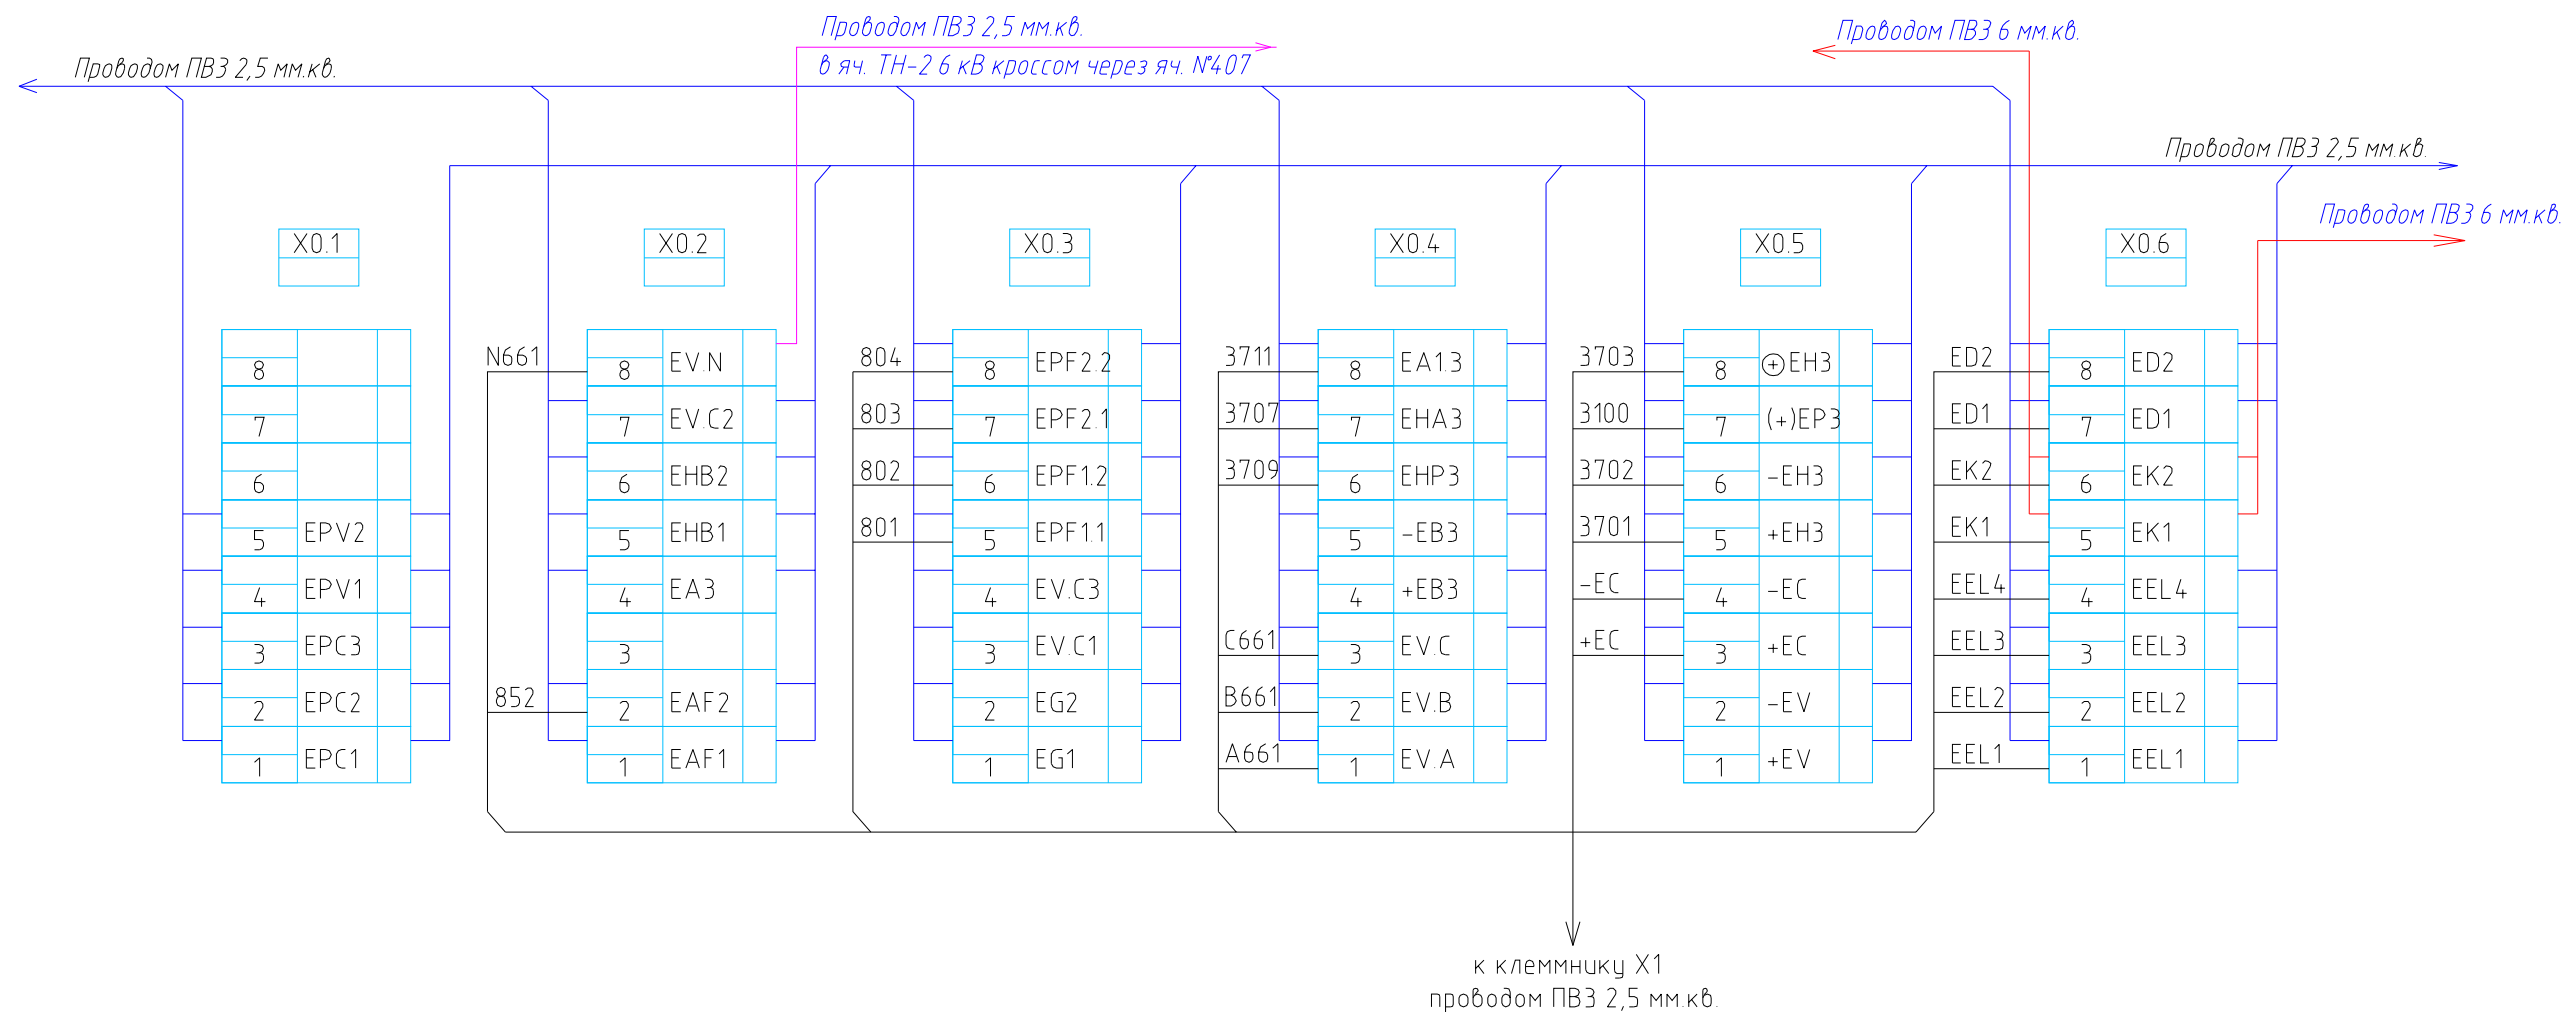 Проводом ПВ3 2,5 мм.кв.
Проводом ПВ3 6 мм.кв.
в яч. ТН-2 6 кВ кроссом через яч. №407
Проводом ПВ3 2,5 мм.кв.
Проводом ПВ3 2,5 мм.кв.
Проводом ПВ3 6 мм.кв.
X0.1
8
7
6
5 EPV2
4 EPV1
3 EPC3
2 EPC2
1 EPC1
X0.2
N661 8 EV.N
7 EV.C2
6 EHB2
5 EHB1
4 EA3
3
852 2 EAF2
1 EAF1
X0.3
804 8 EPF2.2
803 7 EPF2.1
802 6 EPF1.2
801 5 EPF1.1
4 EV.C3
3 EV.C1
2 EG2
1 EG1
X0.4
3711 8 EA1.3
3707 7 EHA3
3709 6 EHP3
5 -EB3
4 +EB3
C661 3 EV.C
B661 2 EV.B
A661 1 EV.A
X0.5
3703 8 (+)EH3
3100 7 (+)EP3
3702 6 -EH3
3701 5 +EH3
-EC 4 -EC
+EC 3 +EC
2 -EV
1 +EV
X0.6
ED2 8 ED2
ED1 7 ED1
EK2 6 EK2
EK1 5 EK1
EEL4 4 EEL4
EEL3 3 EEL3
EEL2 2 EEL2
EEL1 1 EEL1
к клеммнику X1
проводом ПВ3 2,5 мм.кв.